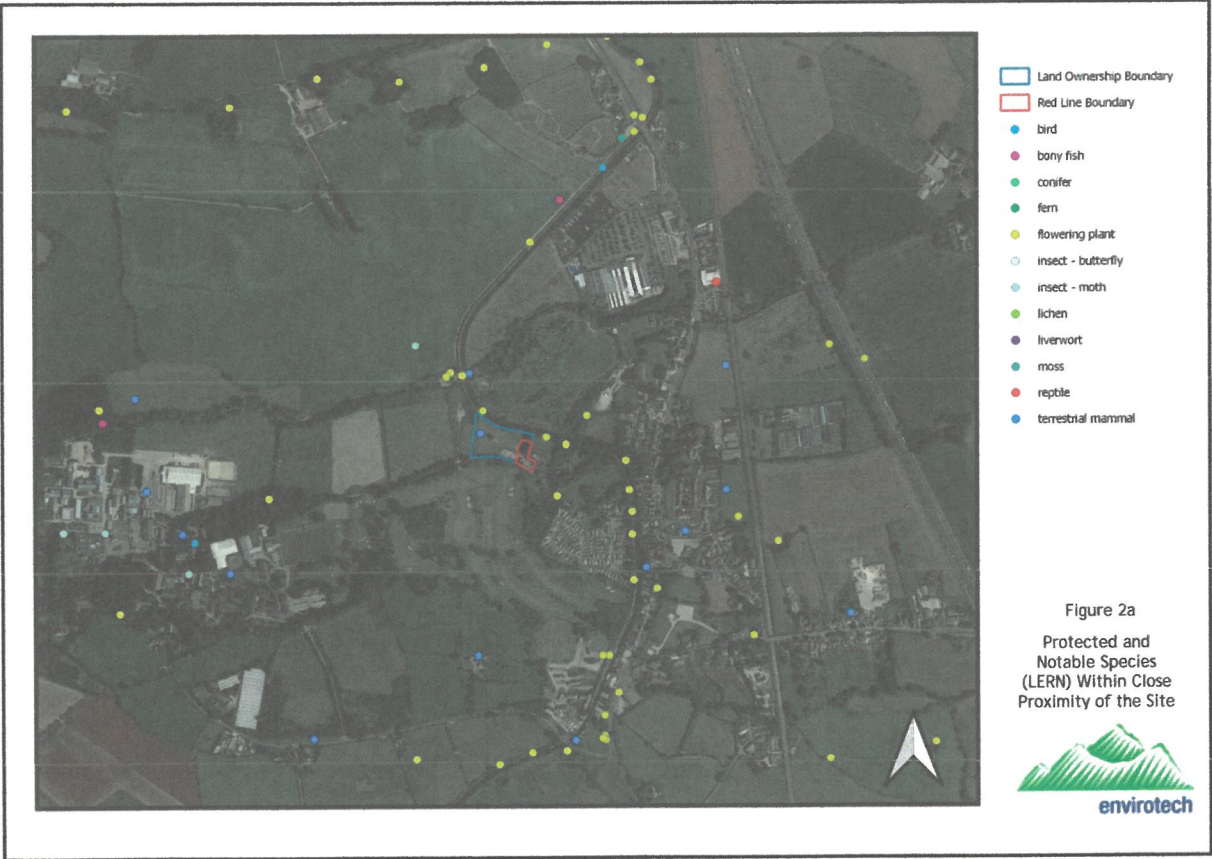 Land Ownership Boundary
Red Line Boundary
bird
bony fish
conifer
fern
flowering plant
insect - butterfly
insect - moth
lichen
liverwort
moss
reptile
terrestrial mammal
Figure 2a
Protected and
Notable Species
(LERN) Within Close
Proximity of the Site
envirotech